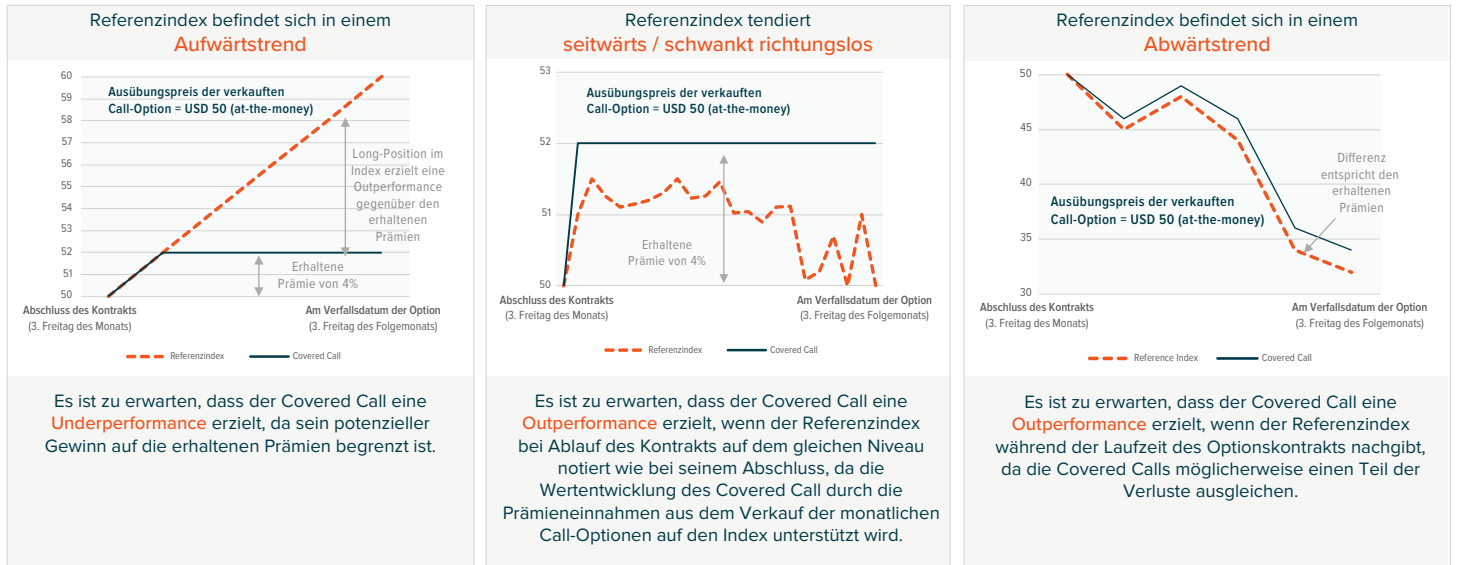 Referenzindex befindet sich in einem
Aufwärtstrend
60
59
58
57
56
55
54
53
52
51
50
Ausübungspreis der verkauften
Call-Option = USD 50 (at-the-money)
Long-Position im
Index erzielt eine
Outperformance
gegenüber den
erhaltenen
Prämien
Erhaltene
Prämie von 4%
Abschluss des Kontrakts
(3. Freitag des Monats)
Am Verfallsdatum der Option
(3. Freitag des Folgemonats)
Referenzindex
Covered Call
Es ist zu erwarten, dass der Covered Call eine
Underperformance erzielt, da sein potenzieller
Gewinn auf die erhaltenen Prämien begrenzt ist.
Referenzindex tendiert
seitwärts / schwankt richtungslos
53
52
51
50
Ausübungspreis der verkauften
Call-Option = USD 50 (at-the-money)
Erhaltene
Prämie von 4%
Abschluss des Kontrakts
(3. Freitag des Monats)
Am Verfallsdatum der Option
(3. Freitag des Folgemonats)
Referenzindex
Covered Call
Es ist zu erwarten, dass der Covered Call eine
Outperformance erzielt, wenn der Referenzindex
bei Ablauf des Kontrakts auf dem gleichen Niveau
notiert wie bei seinem Abschluss, da die
Wertentwicklung des Covered Call durch die
Prämieneinnahmen aus dem Verkauf der monatlichen
Call-Optionen auf den Index unterstützt wird.
Referenzindex befindet sich in einem
Abwärtstrend
50
45
40
35
30
Differenz
entspricht den
erhaltenen
Prämien
Ausübungspreis der verkauften
Call-Option = USD 50 (at-the-money)
Abschluss des Kontrakts
(3. Freitag des Monats)
Am Verfallsdatum der Option
(3. Freitag des Folgemonats)
Reference Index
Covered Call
Es ist zu erwarten, dass der Covered Call eine
Outperformance erzielt, wenn der Referenzindex
während der Laufzeit des Optionskontrakts nachgibt,
da die Covered Calls möglicherweise einen Teil der
Verluste ausgleichen.